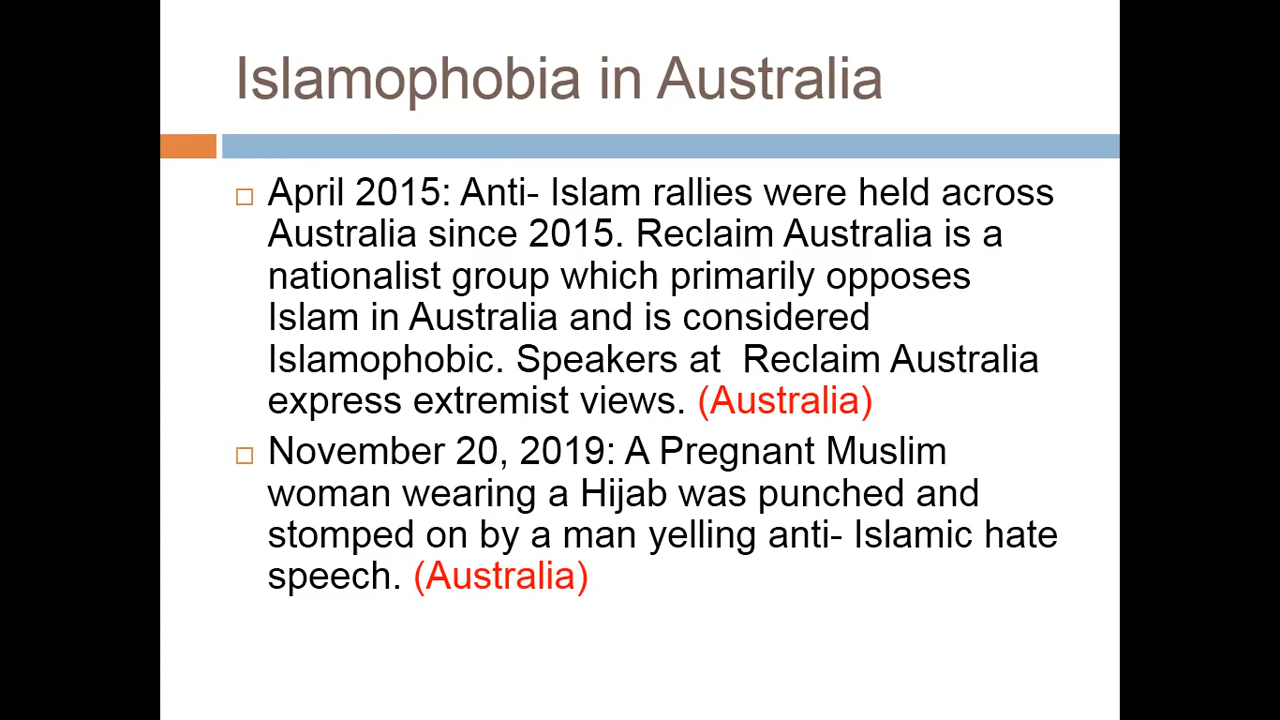 Islamophobia in Australia
April 2015: Anti- Islam rallies were held across
Australia since 2015. Reclaim Australia is a
nationalist group which primarily opposes
Islam in Australia and is considered
Islamophobic. Speakers at  Reclaim Australia
express extremist views. (Australia)
November 20, 2019: A Pregnant Muslim
woman wearing a Hijab was punched and
stomped on by a man yelling anti- Islamic hate
speech. (Australia)